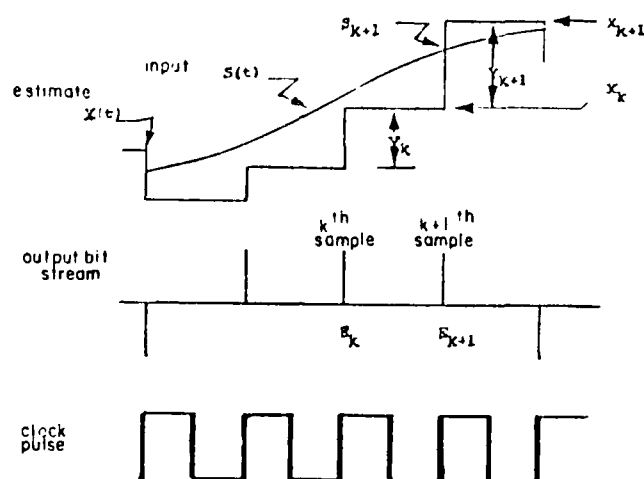 S_{k+1}
X_{k+1}
input
S(t)
Y_{k+1}
estimate
X(t)
X_k
Y_k
k^{th} sample
k+1^{th} sample
output bit
stream
E_k
E_{k+1}
clock
pulse